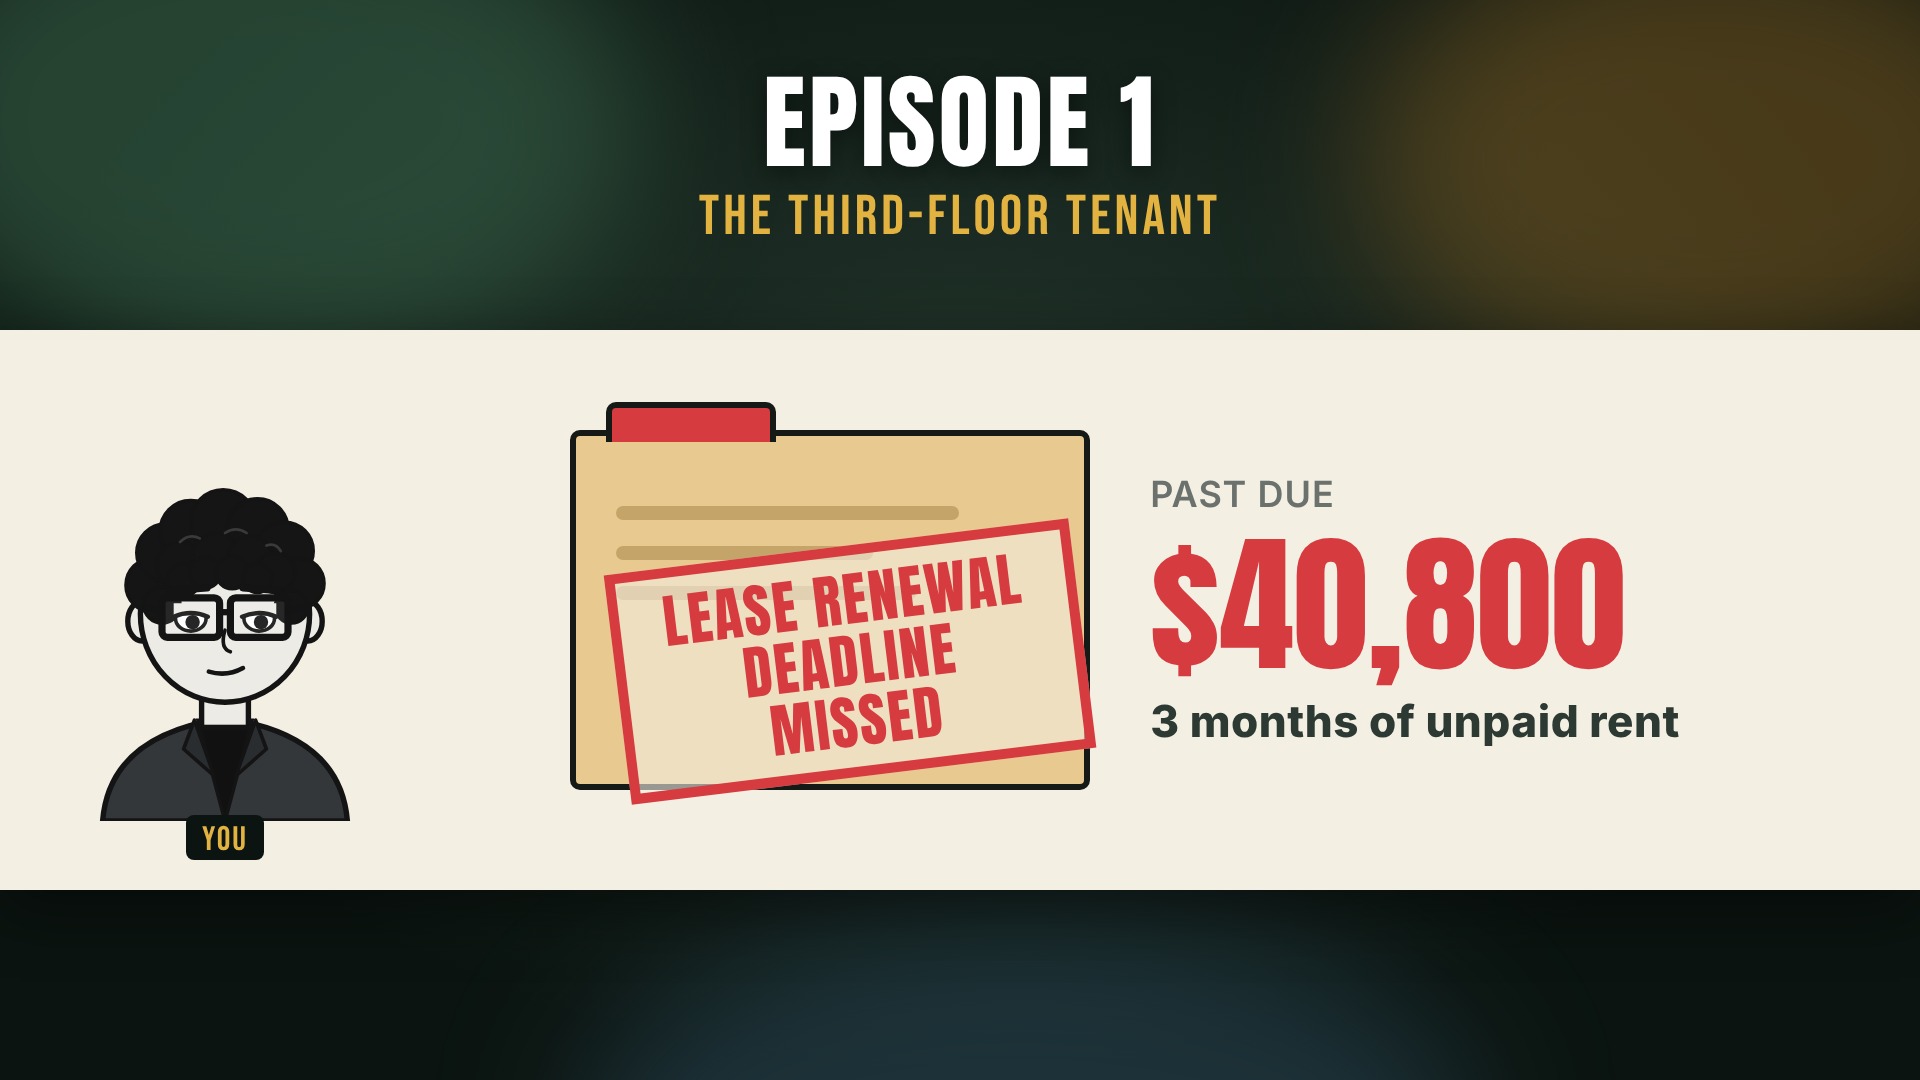 EPISODE 1
THE THIRD-FLOOR TENANT
LEASE RENEWAL
DEADLINE
MISSED
PAST DUE
$40,800
3 months of unpaid rent
YOU